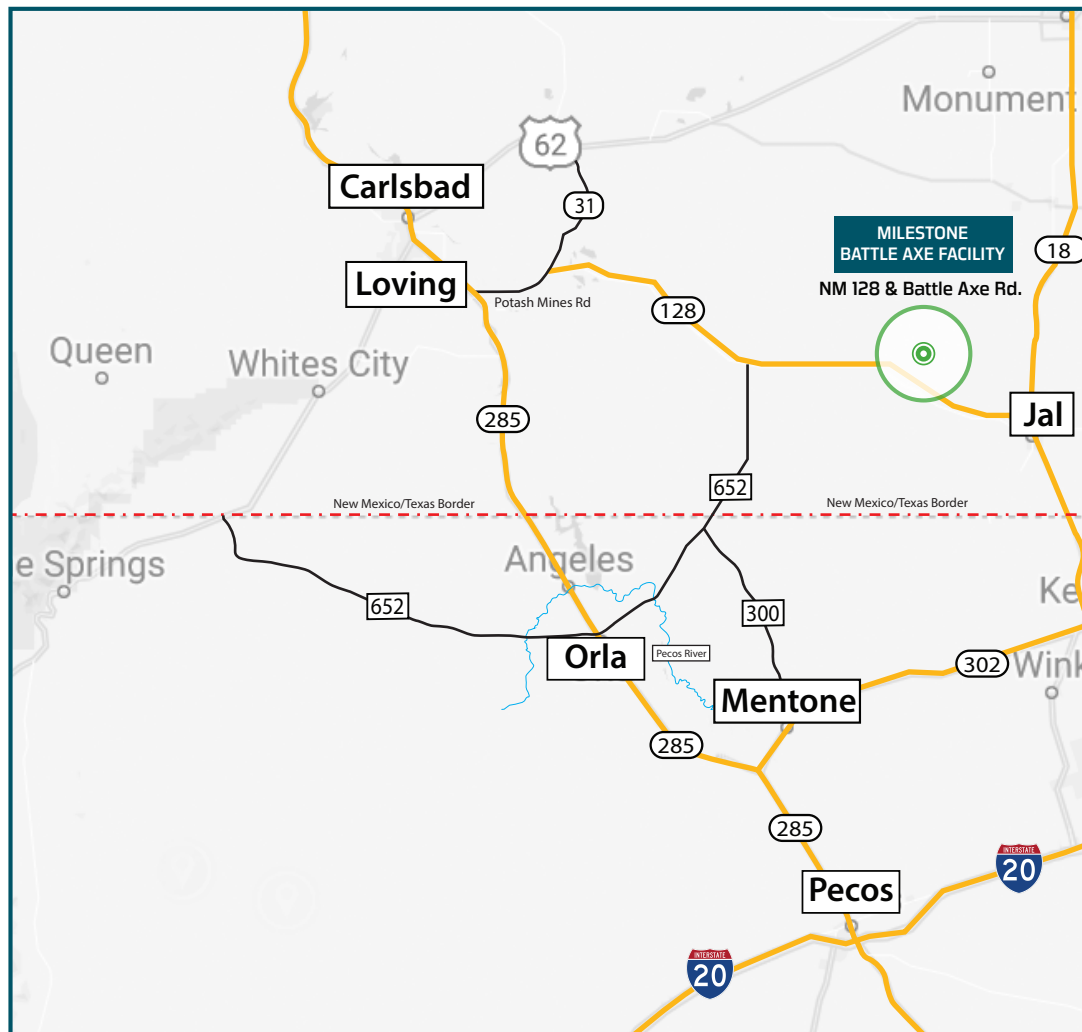 Monument
62
Carlsbad
31
MILESTONE
BATTLE AXE FACILITY
NM 128 & Battle Axe Rd.
18
Loving
Potash Mines Rd
128
Queen
Whites City
285
Jal
652
New Mexico/Texas Border
New Mexico/Texas Border
e Springs
Angeles
652
300
Ke
Orla
Pecos River
302
Wink
Mentone
285
285
INTERSTATE
20
Pecos
INTERSTATE
20